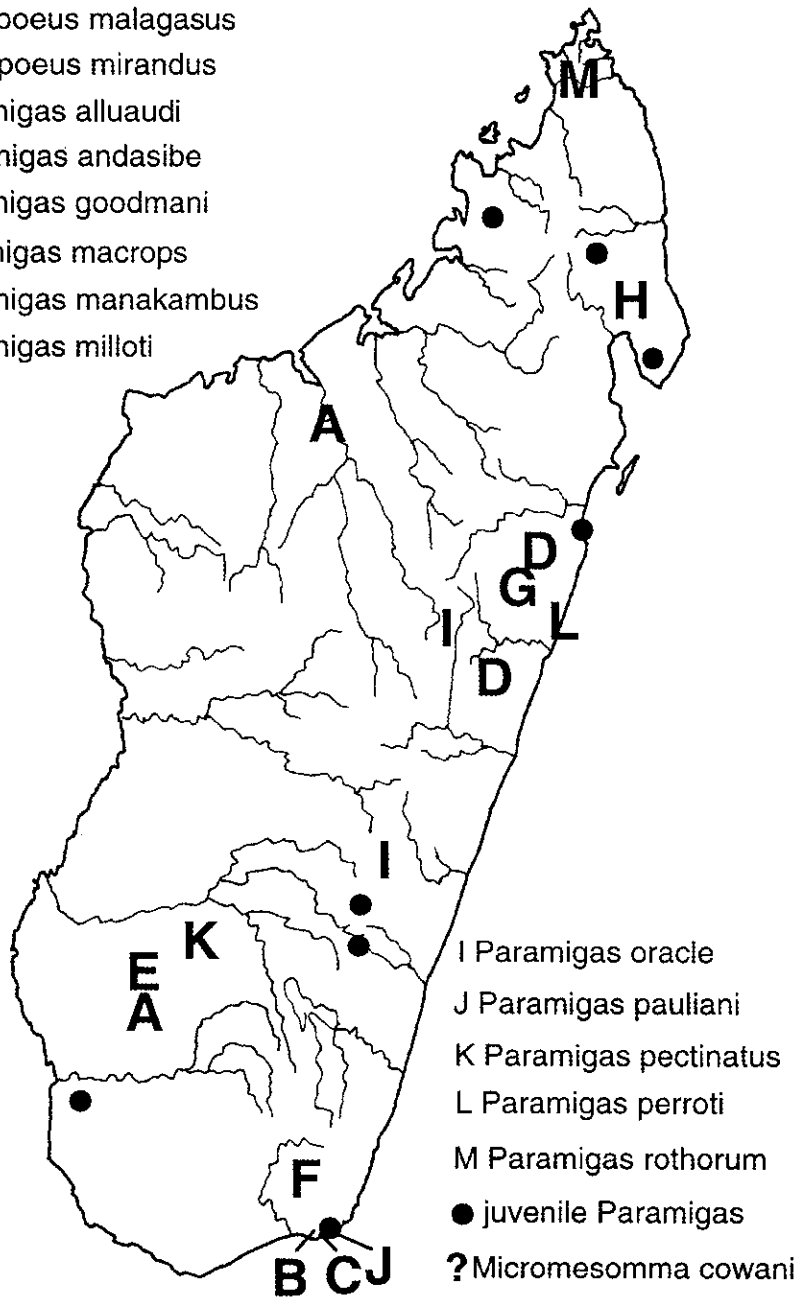 poeus malagasus
poeus mirandus
nigas alluaudi
nigas andasibe
nigas goodmani
nigas macrops
nigas manakambus
nigas milloti
M
H
A
D
G
I
L
D
I
K
E
A
F
B C J
I Paramigas oracle
J Paramigas pauliani
K Paramigas pectinatus
L Paramigas perroti
M Paramigas rothorum
● juvenile Paramigas
? Micromesomma cowani